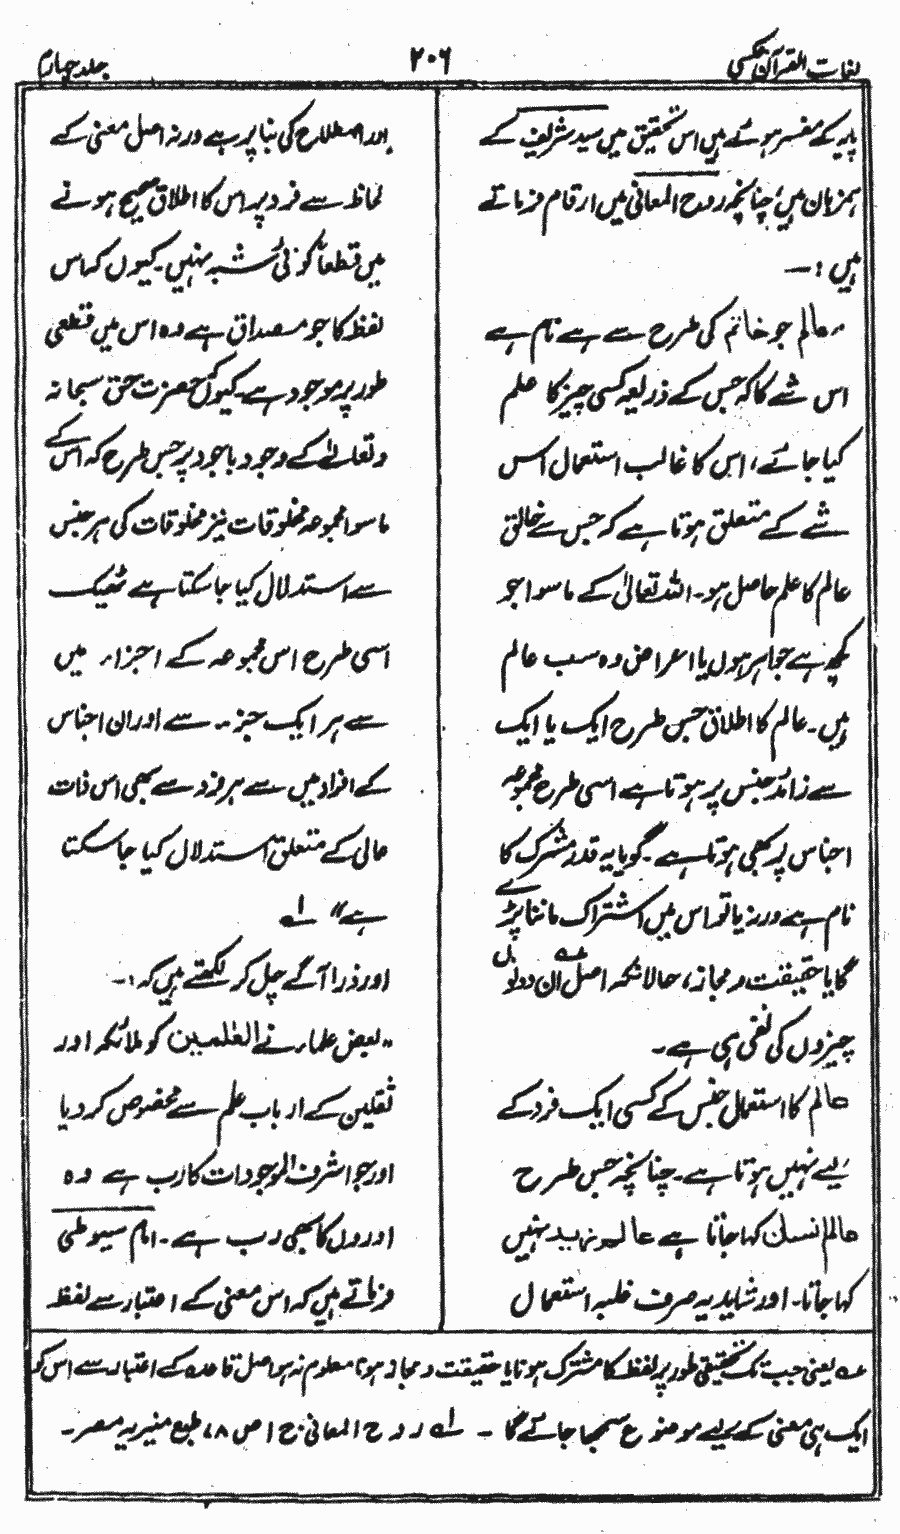 لغات القرآن عکسی
۲۰۶
جلد چہارم
پایہ کے مفسر ہوئے ہیں اس تحقیق میں سید شریف کے
ہمزبان ہیں، چنانچہ روح المعانی میں ارقام فرماتے
ہیں :—
عالم جو خاتم کی طرح سے ہے نام ہے
اس شے کا کہ جس کے ذریعہ کسی چیز کا علم
کیا جائے، اس کا غالب استعمال اس
شے کے متعلق ہوتا ہے کہ جس سے خالق
عالم کا علم حاصل ہو۔ اللہ تعالیٰ کے ماسوا جو
کچھ ہے جواہر ہوں یا اعراض وہ سب عالم
ہیں۔ عالم کا اطلاق جس طرح ایک یا ایک
سے زائد جنس پر ہوتا ہے اسی طرح مجموعہ
اجناس پر بھی ہوتا ہے۔ گویا یہ قدر مشترک کا
نام ہے ورنہ یا تو اس میں اشتراک ماننا پڑے
گا یا حقیقت و مجاز، حالانکہ اصل ان دونوں
چیزوں کی نفی ہی ہے۔
عالم کا استعمال جنس کے کسی ایک فرد کے
لیے نہیں ہوتا ہے۔ چنانچہ جس طرح
عالم انسان کہا جاتا ہے عالم زید نہیں
کہا جاتا۔ اور شاید یہ صرف غلبہ استعمال
اور اصطلاح کی بنا پر ہے ورنہ اصل معنی کے
لحاظ سے فرد پر اس کا اطلاق صحیح ہونے
میں قطعاً کوئی شبہ نہیں۔ کیوں کہ اس
لفظ کا جو مصداق ہے وہ اس میں قطعی
طور پر موجود ہے۔ کیوں کہ حضرت حق سبحانہ
وتعالےٰ کے وجود باجود پر جس طرح کہ اس کے
ماسوا مجموعہ مخلوقات نیز مخلوقات کی ہر جنس
سے استدلال کیا جاسکتا ہے ٹھیک
اسی طرح اس مجموعہ کے اجزاء میں
سے ہر ایک جزء سے اور ان اجناس
کے افراد میں سے ہر فرد سے بھی اس ذات
عالی کے متعلق استدلال کیا جا سکتا
ہے" لہ
اور ذرا آگے چل کر لکھتے ہیں کہ :۔
"بعض علماء نے العٰلمین کو ملائکہ اور
ثقلین کے ارباب علم سے مخصوص کر دیا
اور جو اشرف الموجودات کا رب ہے وہ
اوروں کا بھی رب ہے۔ امام سیوطی
فرماتے ہیں کہ اس معنی کے اعتبار سے لفظ
عہ یعنی جب تک تحقیقی طور پر لفظ کا مشترک ہونا یا حقیقت و مجاز ہونا معلوم نہ ہو اصل قاعدہ کے اعتبار سے اس کو
ایک ہی معنی کے لیے موضوع سمجھا جائے گا ۔ لہ روح المعانی ج ۱ ص ۷۸، طبع منیریہ مصر۔